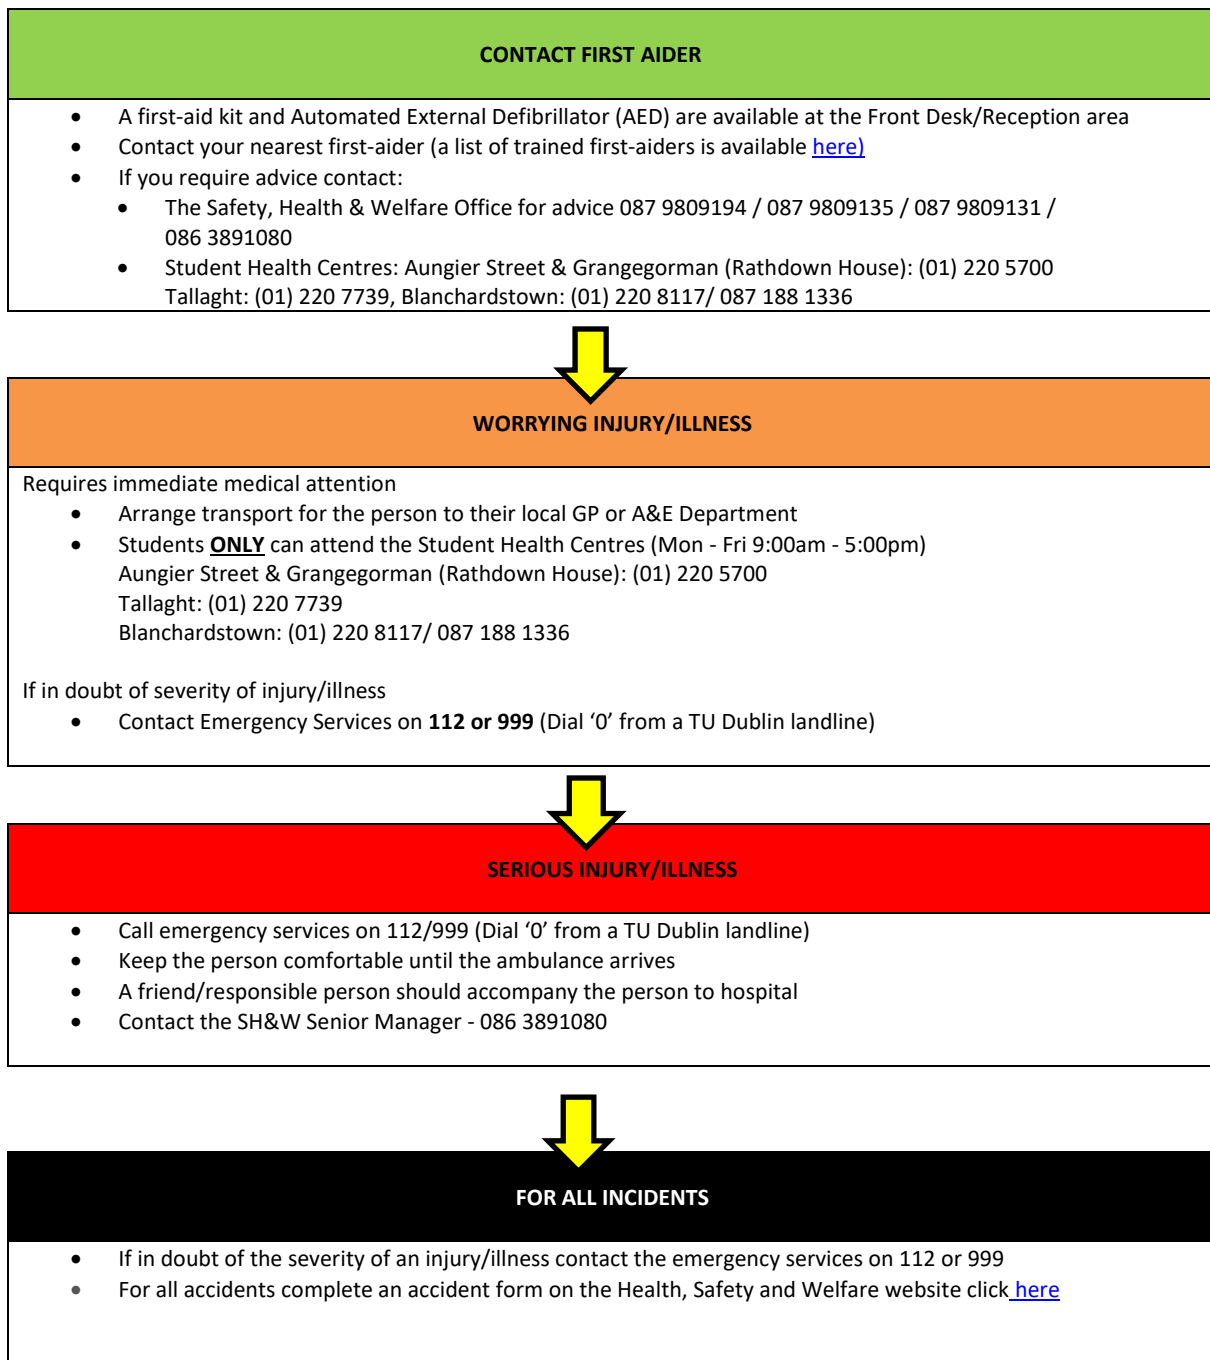 CONTACT FIRST AIDER
• A first-aid kit and Automated External Defibrillator (AED) are available at the Front Desk/Reception area
• Contact your nearest first-aider (a list of trained first-aiders is available here)
• If you require advice contact:
• The Safety, Health & Welfare Office for advice 087 9809194 / 087 9809135 / 087 9809131 /
086 3891080
• Student Health Centres: Aungier Street & Grangegorman (Rathdown House): (01) 220 5700
Tallaght: (01) 220 7739, Blanchardstown: (01) 220 8117/ 087 188 1336
WORRYING INJURY/ILLNESS
Requires immediate medical attention
• Arrange transport for the person to their local GP or A&E Department
• Students ONLY can attend the Student Health Centres (Mon - Fri 9:00am - 5:00pm)
Aungier Street & Grangegorman (Rathdown House): (01) 220 5700
Tallaght: (01) 220 7739
Blanchardstown: (01) 220 8117/ 087 188 1336
If in doubt of severity of injury/illness
• Contact Emergency Services on 112 or 999 (Dial ‘0’ from a TU Dublin landline)
SERIOUS INJURY/ILLNESS
• Call emergency services on 112/999 (Dial ‘0’ from a TU Dublin landline)
• Keep the person comfortable until the ambulance arrives
• A friend/responsible person should accompany the person to hospital
• Contact the SH&W Senior Manager - 086 3891080
FOR ALL INCIDENTS
• If in doubt of the severity of an injury/illness contact the emergency services on 112 or 999
• For all accidents complete an accident form on the Health, Safety and Welfare website click here